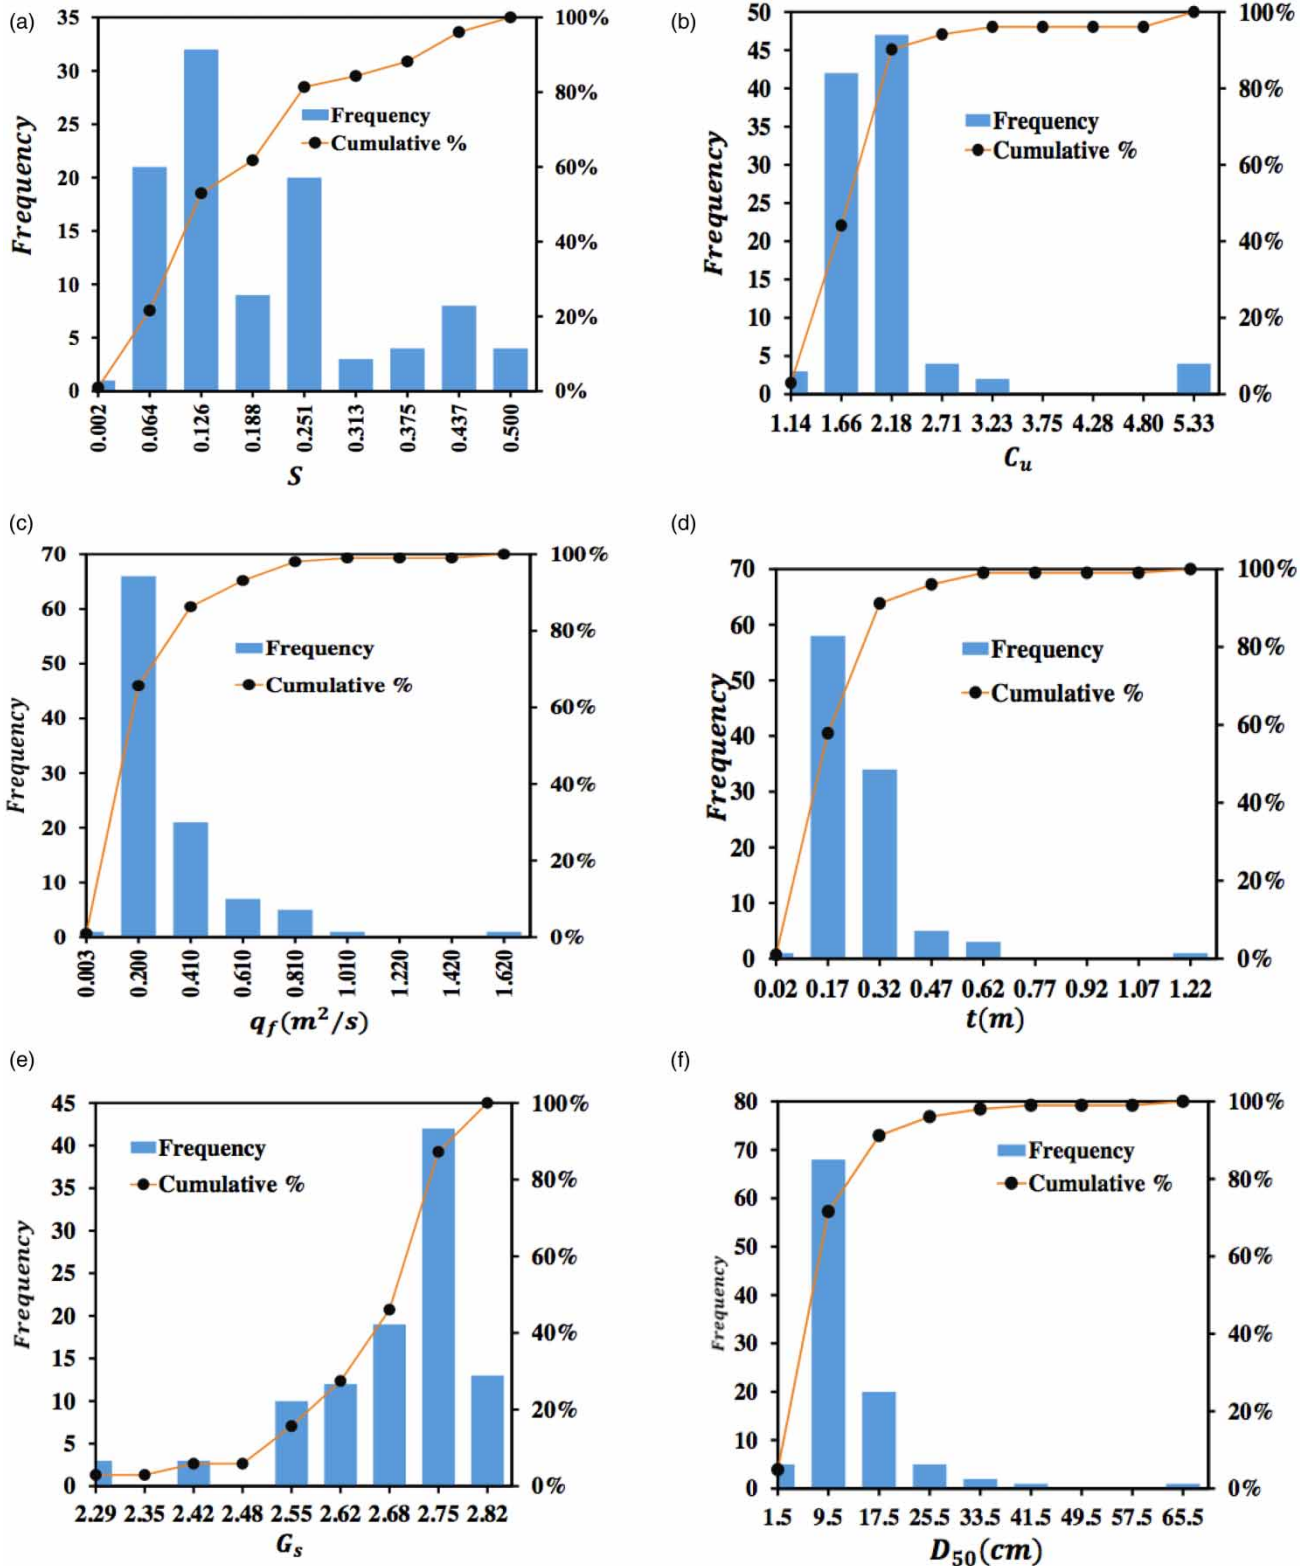 (a)
35
30
25
20
15
10
5
0
Frequency
100%
80%
60%
40%
20%
0%
Frequency
Cumulative %
0.002 0.064 0.126 0.188 0.251 0.313 0.375 0.437 0.500
S
(b)
50
45
40
35
30
25
20
15
10
5
0
Frequency
100%
80%
60%
40%
20%
0%
Frequency
Cumulative %
1.14 1.66 2.18 2.71 3.23 3.75 4.28 4.80 5.33
Cu
(c)
70
60
50
40
30
20
10
0
Frequency
100%
80%
60%
40%
20%
0%
Frequency
Cumulative %
0.003 0.200 0.410 0.610 0.810 1.010 1.220 1.420 1.620
qf(m²/s)
(d)
70
60
50
40
30
20
10
0
Frequency
100%
80%
60%
40%
20%
0%
Frequency
Cumulative %
0.02 0.17 0.32 0.47 0.62 0.77 0.92 1.07 1.22
t(m)
(e)
45
40
35
30
25
20
15
10
5
0
Frequency
100%
80%
60%
40%
20%
0%
Frequency
Cumulative %
2.29 2.35 2.42 2.48 2.55 2.62 2.68 2.75 2.82
Gs
(f)
80
70
60
50
40
30
20
10
0
Frequency
100%
80%
60%
40%
20%
0%
Frequency
Cumulative %
1.5 9.5 17.5 25.5 33.5 41.5 49.5 57.5 65.5
D50(cm)